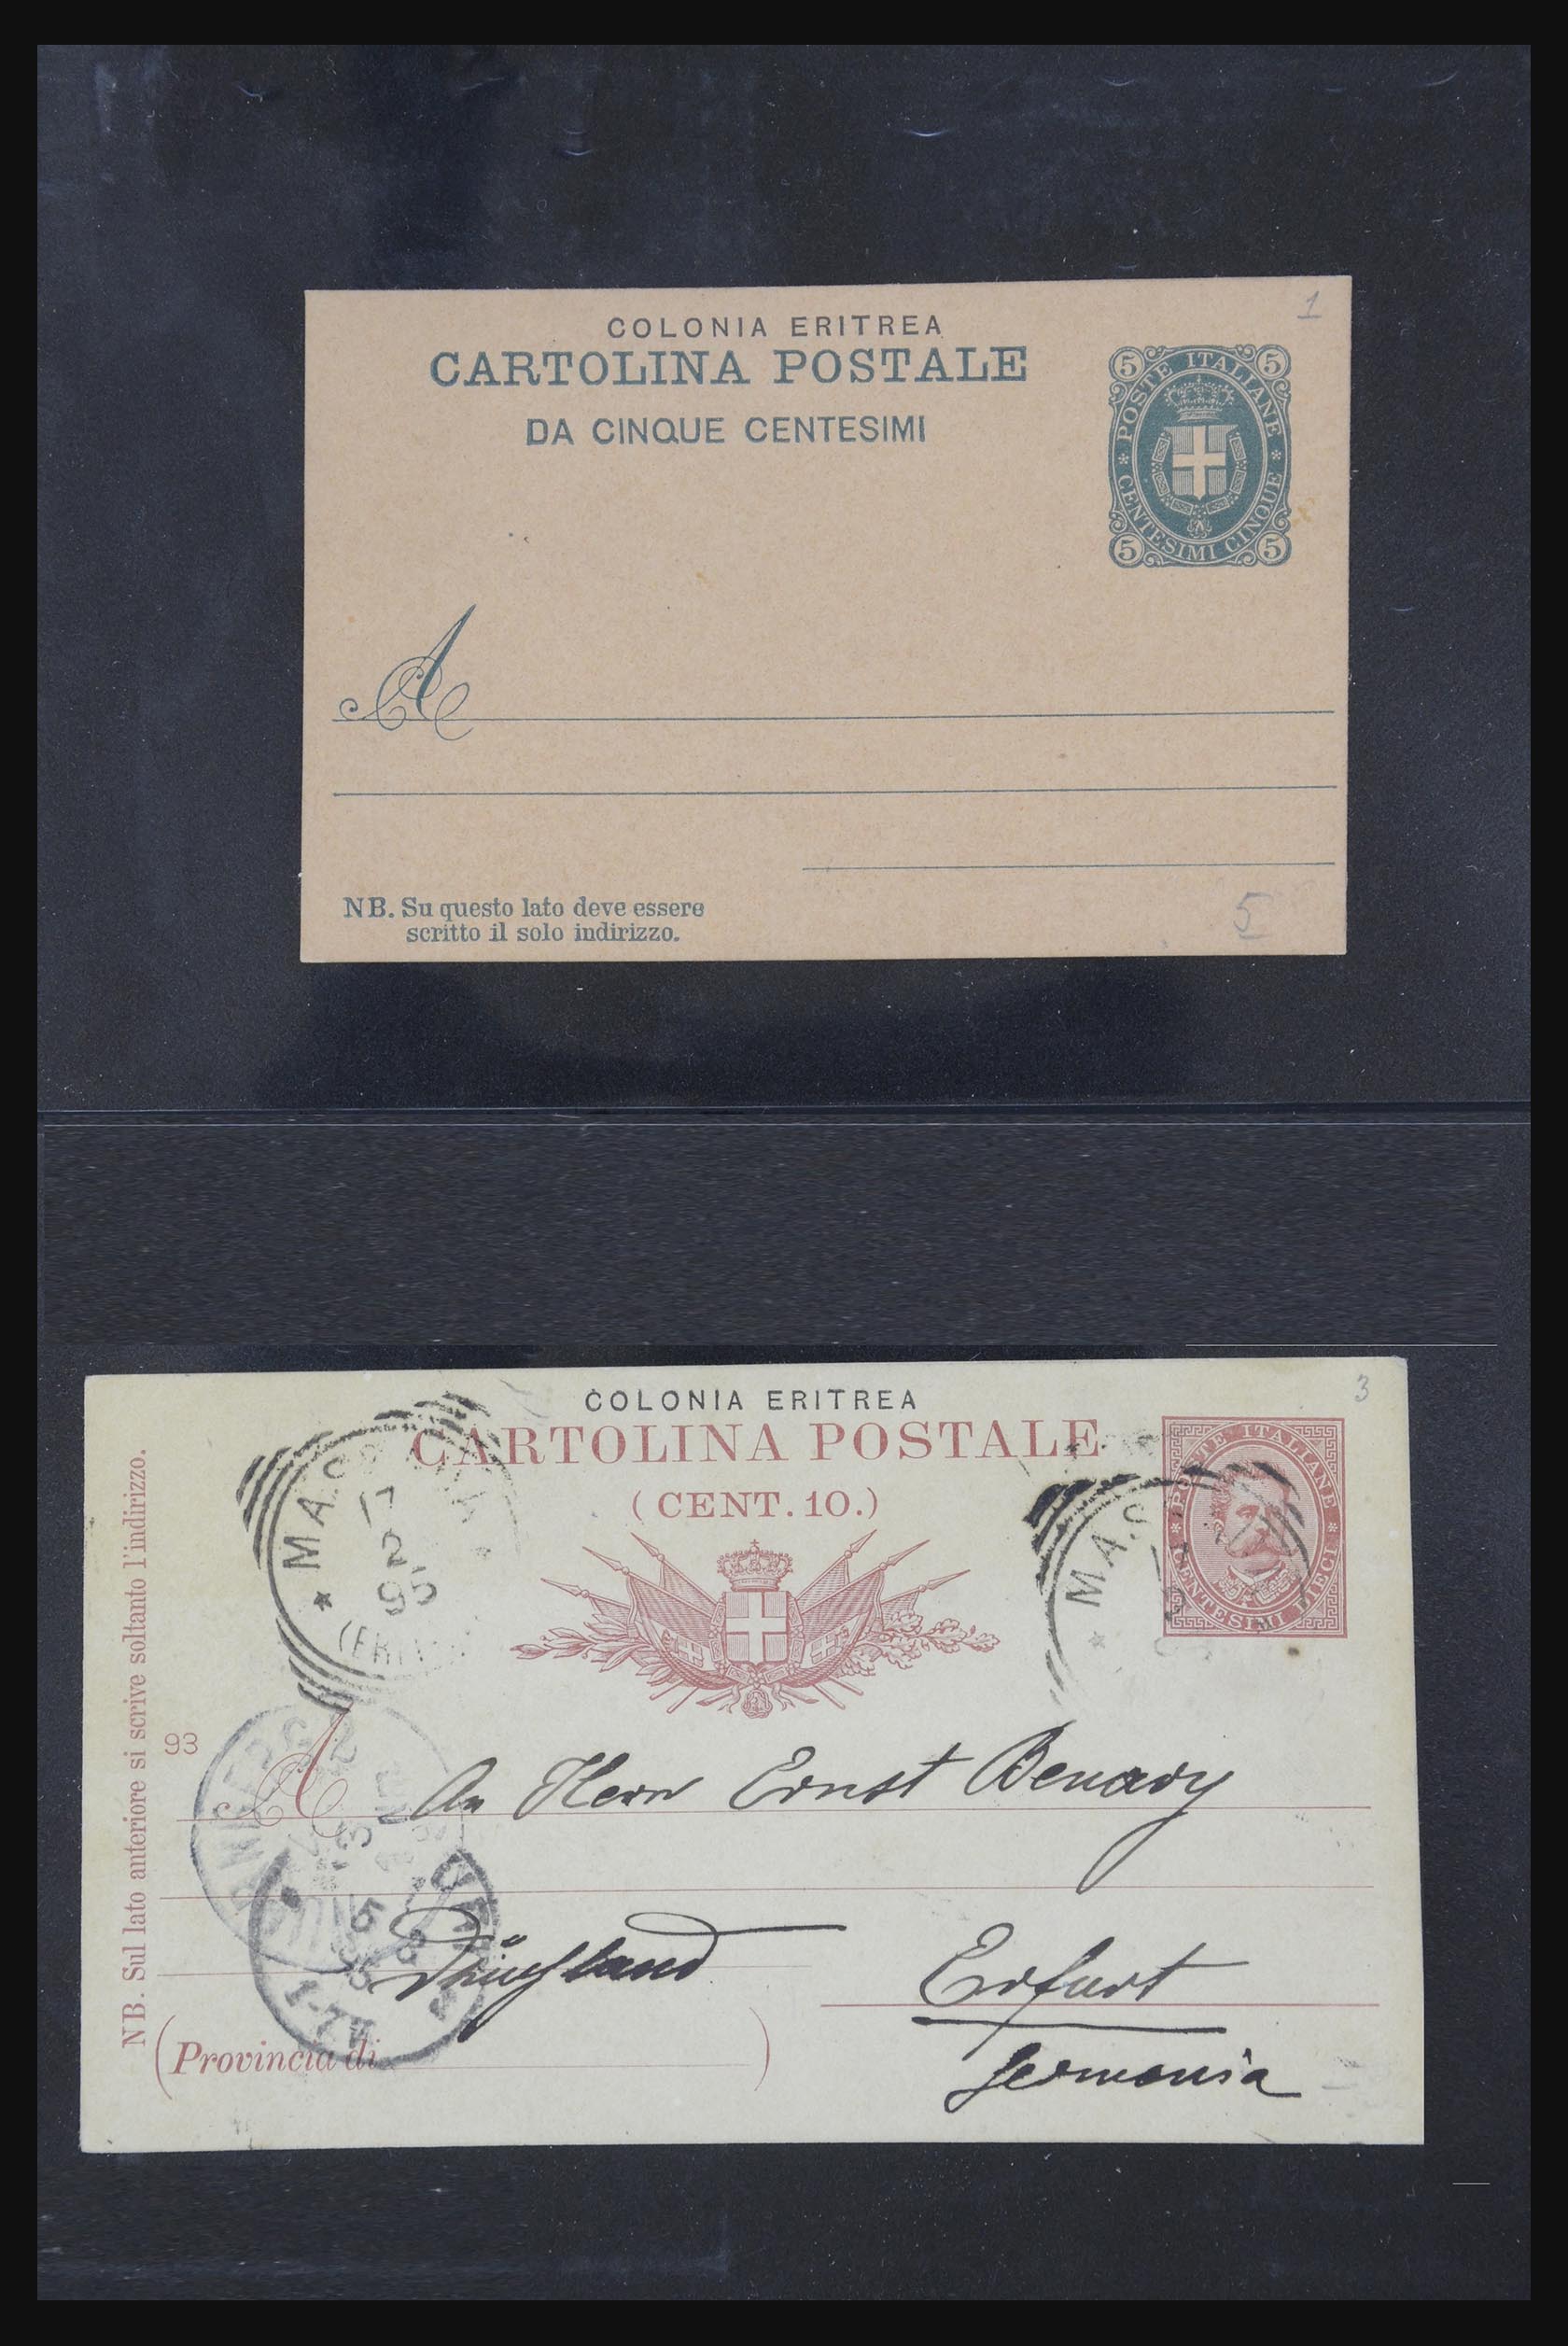 1
COLONIA ERITREA
CARTOLINA POSTALE
DA CINQUE CENTESIMI
5 5
POSTE ITALIANE
CENTESIMI CINQUE
5 5
A
NB. Su questo lato deve essere
scritto il solo indirizzo.
5
3
COLONIA ERITREA
CARTOLINA POSTALE
(CENT. 10.)
POSTE ITALIANE
CENTESIMI DIECI
17
2
95
NB. Sul lato anteriore si scrive soltanto l'indirizzo.
93
A An Herrn Ernst Benary
Erfurt
(Provincia di )
Germania